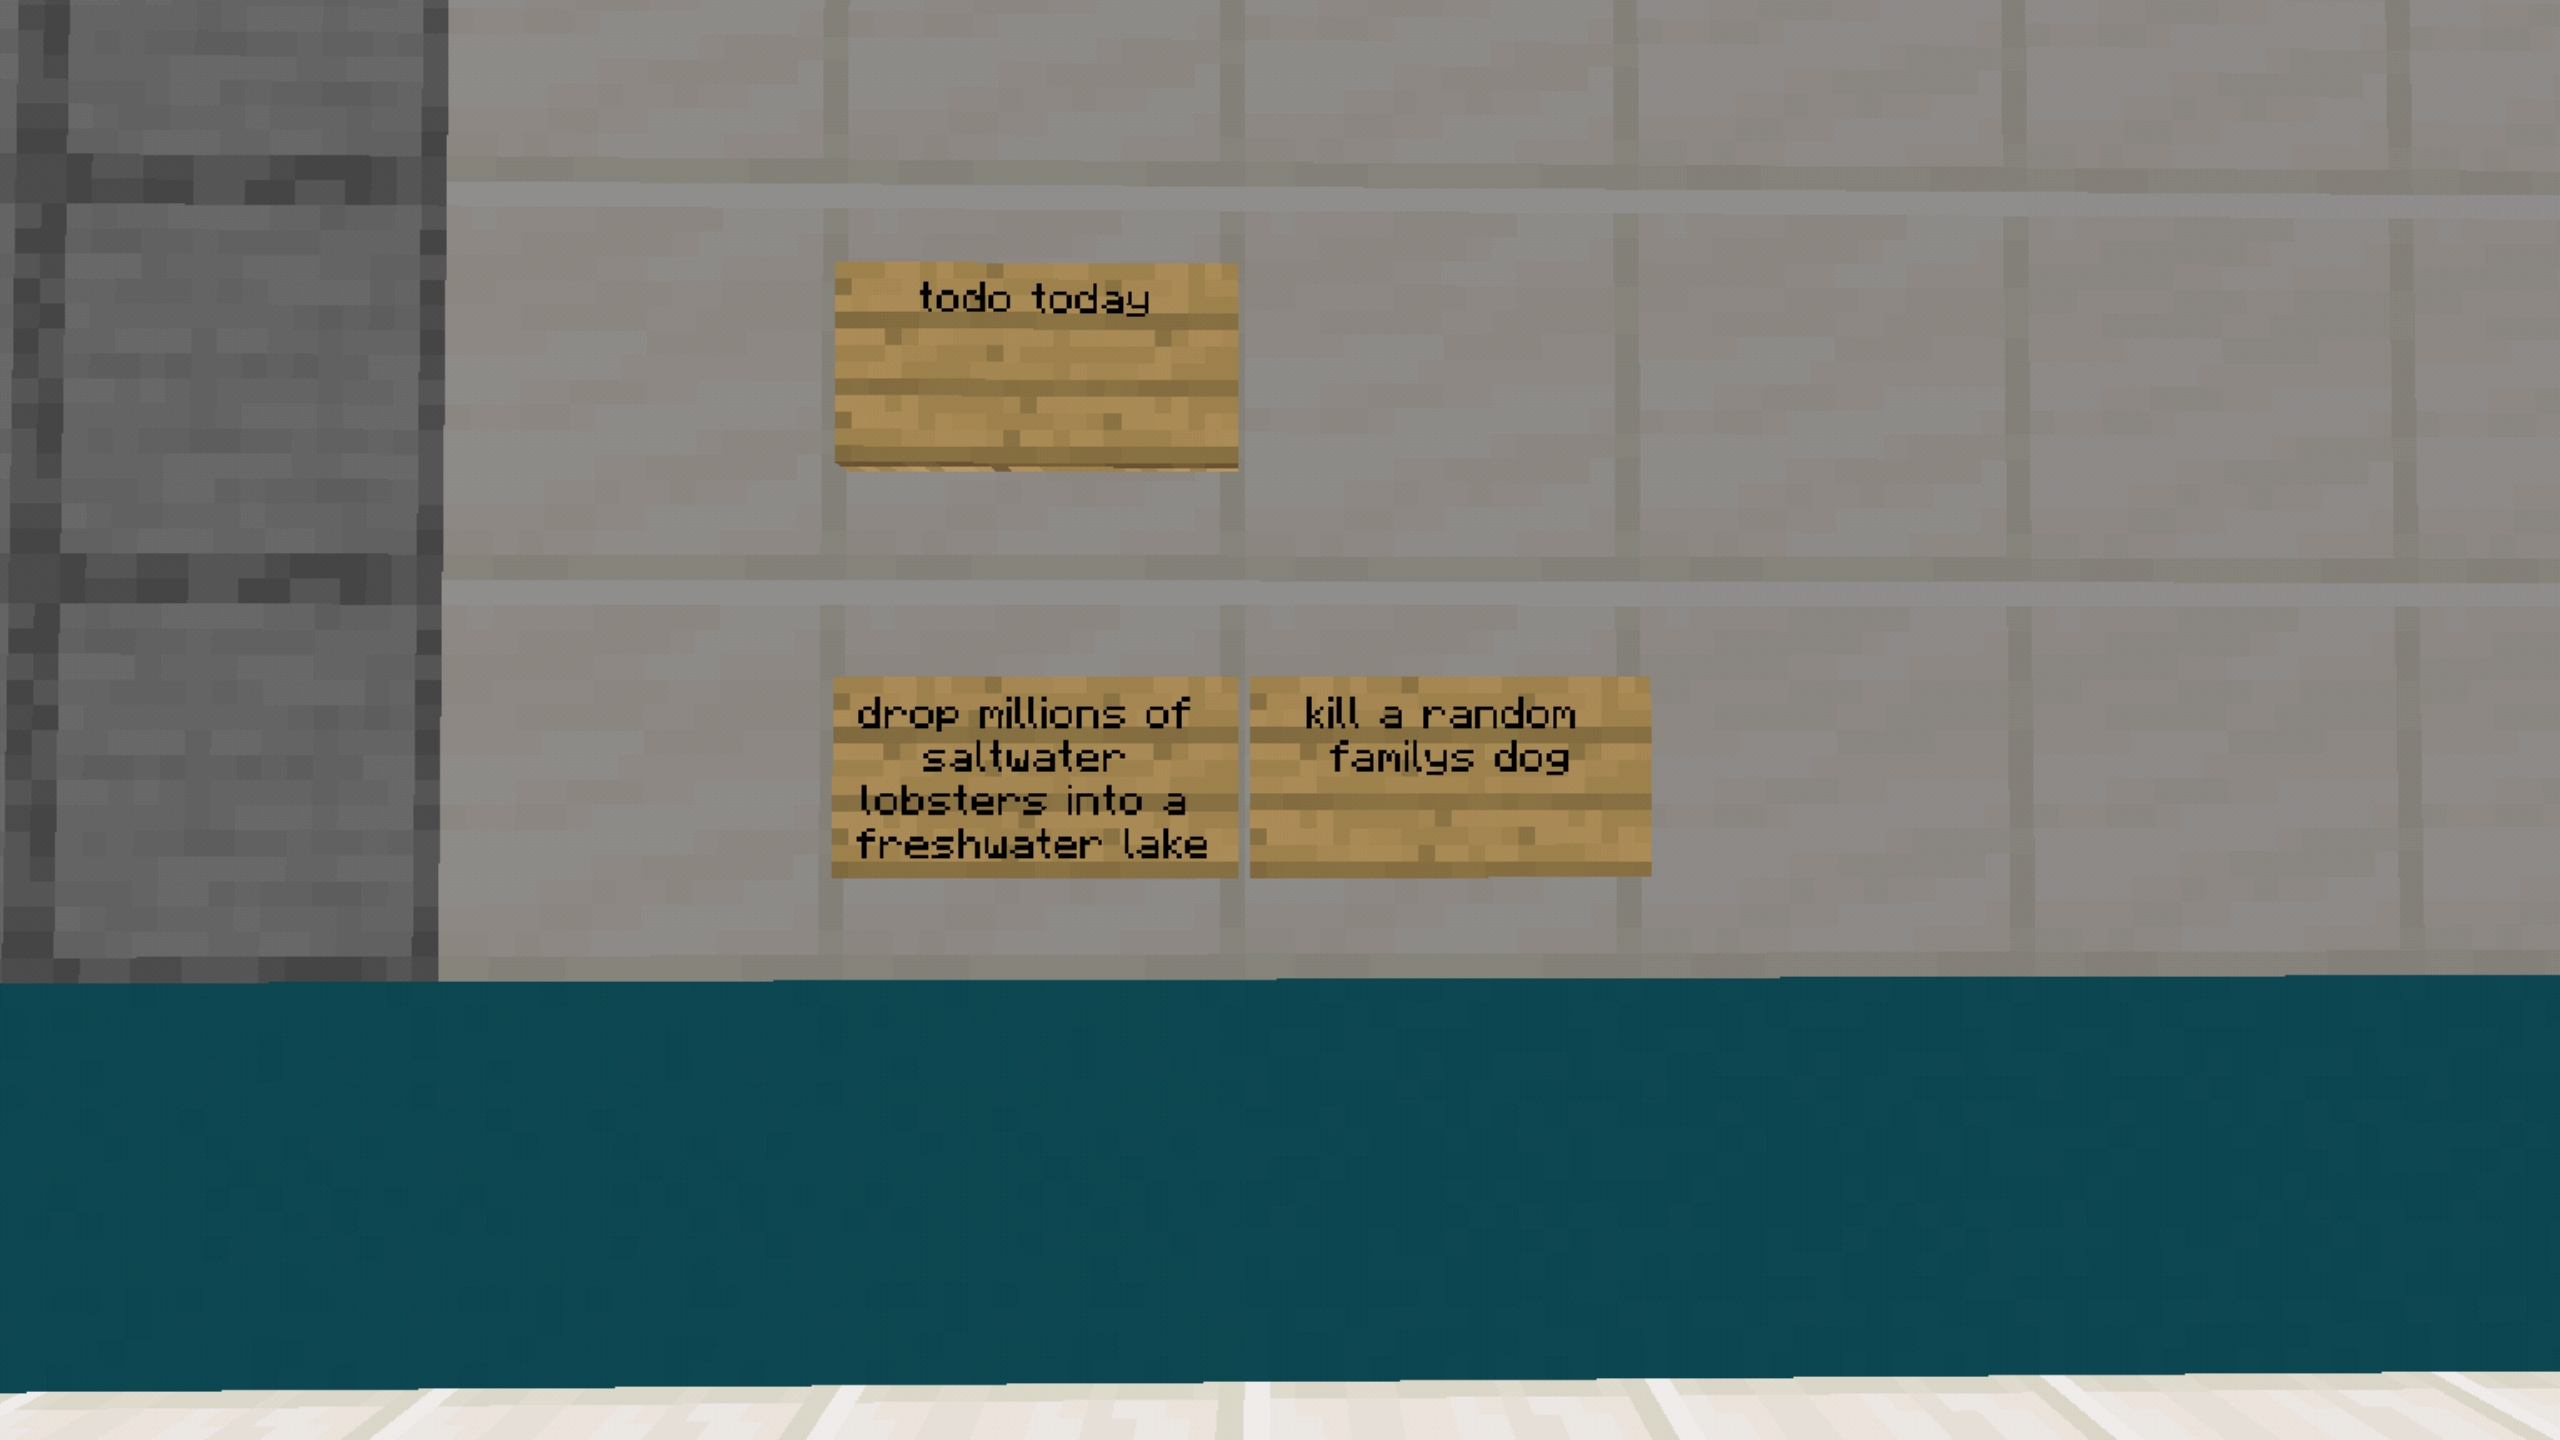 todo today
drop millions of
saltwater
lobsters into a
freshwater lake
kill a random
familys dog